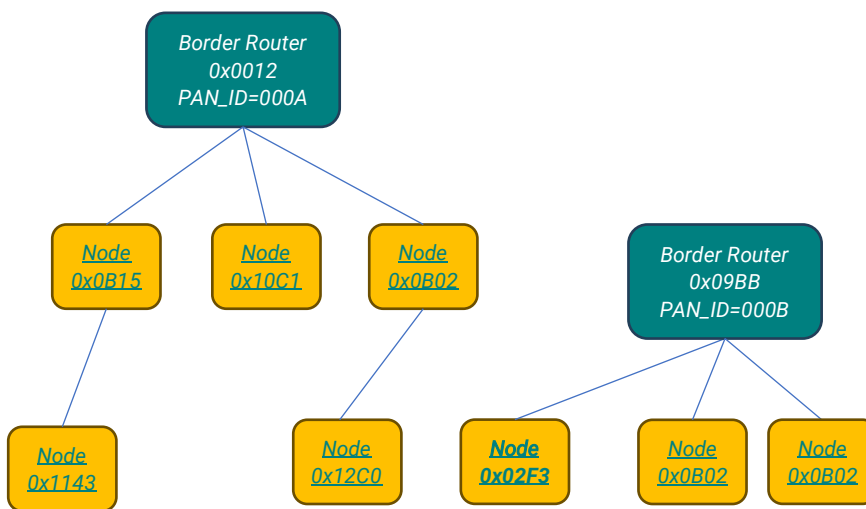 Border Router
0x0012
PAN_ID=000A
Node
0x0B15
Node
0x10C1
Node
0x0B02
Border Router
0x09BB
PAN_ID=000B
Node
0x1143
Node
0x12C0
Node
0x02F3
Node
0x0B02
Node
0x0B02